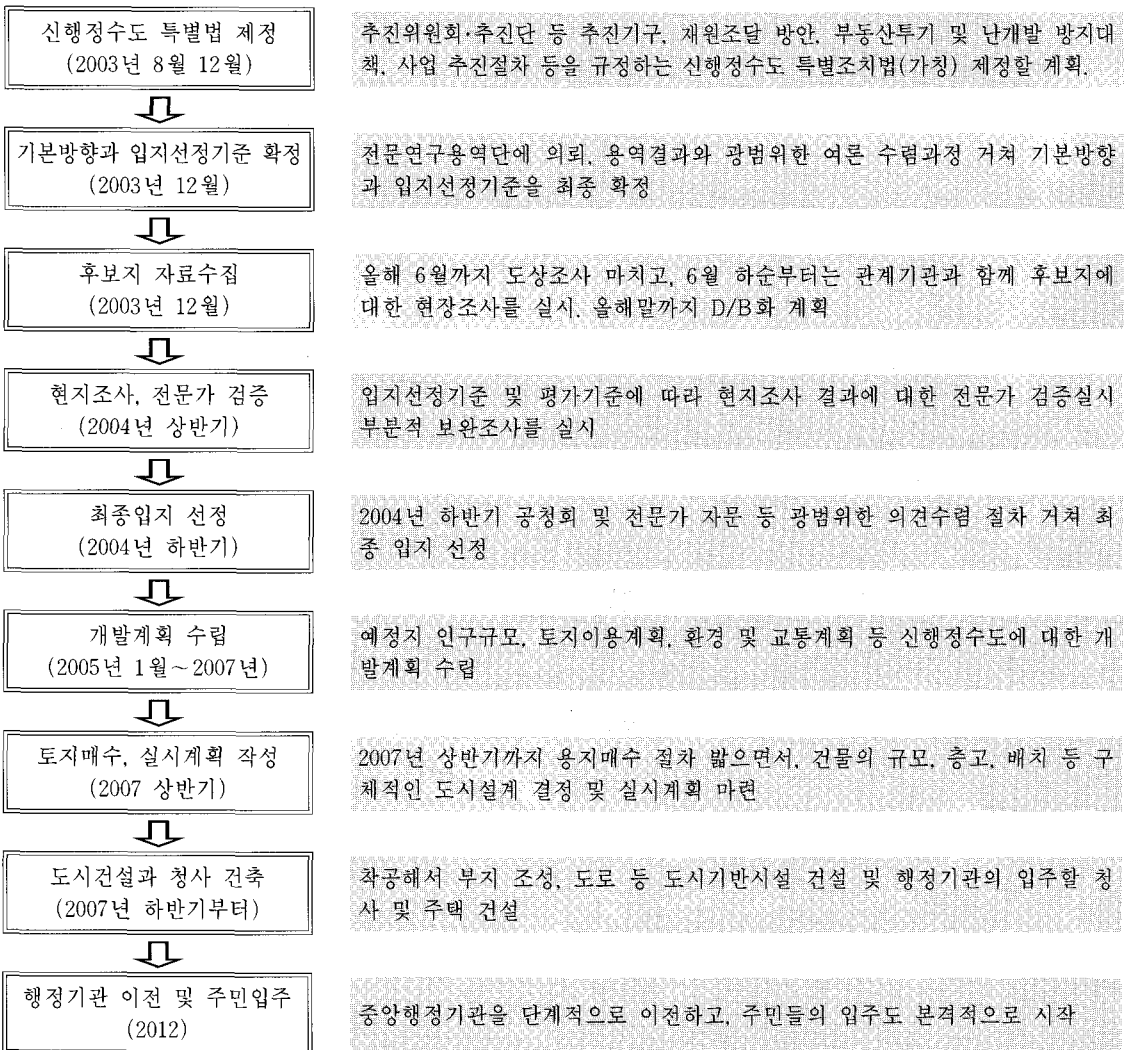 신행정수도 특별법 제정
(2003년 8월 12월)
추진위원회·추진단 등 추진기구, 재원조달 방안, 부동산투기 및 난개발 방지대
책, 사업 추진절차 등을 규정하는 신행정수도 특별조치법(가칭) 제정할 계획.
기본방향과 입지선정기준 확정
(2003년 12월)
전문연구용역단에 의뢰, 용역결과와 광범위한 여론 수렴과정 거쳐 기본방향
과 입지선정기준을 최종 확정
후보지 자료수집
(2003년 12월)
올해 6월까지 도상조사 마치고, 6월 하순부터는 관계기관과 함께 후보지에
대한 현장조사를 실시. 올해말까지 D/B화 계획
현지조사, 전문가 검증
(2004년 상반기)
입지선정기준 및 평가기준에 따라 현지조사 결과에 대한 전문가 검증실시
부분적 보완조사를 실시
최종입지 선정
(2004년 하반기)
2004년 하반기 공청회 및 전문가 자문 등 광범위한 의견수렴 절차 거쳐 최
종 입지 선정
개발계획 수립
(2005년 1월~2007년)
예정지 인구규모, 토지이용계획, 환경 및 교통계획 등 신행정수도에 대한 개
발계획 수립
토지매수, 실시계획 작성
(2007 상반기)
2007년 상반기까지 용지매수 절차 밟으면서, 건물의 규모, 층고, 배치 등 구
체적인 도시설계 결정 및 실시계획 마련
도시건설과 청사 건축
(2007년 하반기부터)
착공해서 부지 조성, 도로 등 도시기반시설 건설 및 행정기관의 입주할 청
사 및 주택 건설
행정기관 이전 및 주민입주
(2012)
중앙행정기관을 단계적으로 이전하고, 주민들의 입주도 본격적으로 시작